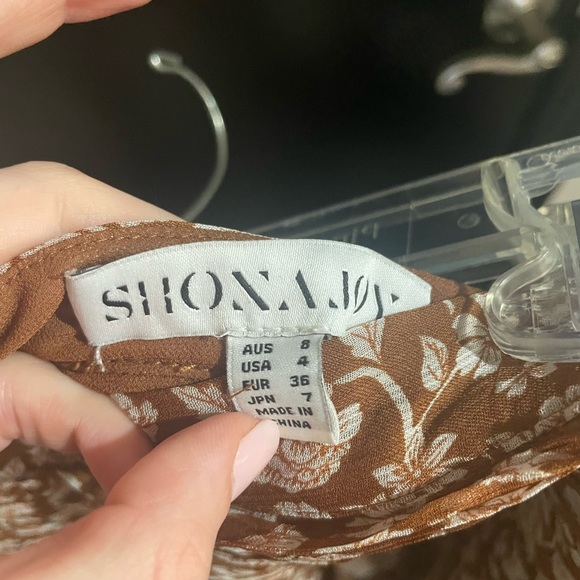 SHONA JOY
AUS 8
USA 4
EUR 36
JPN 7
MADE IN
CHINA